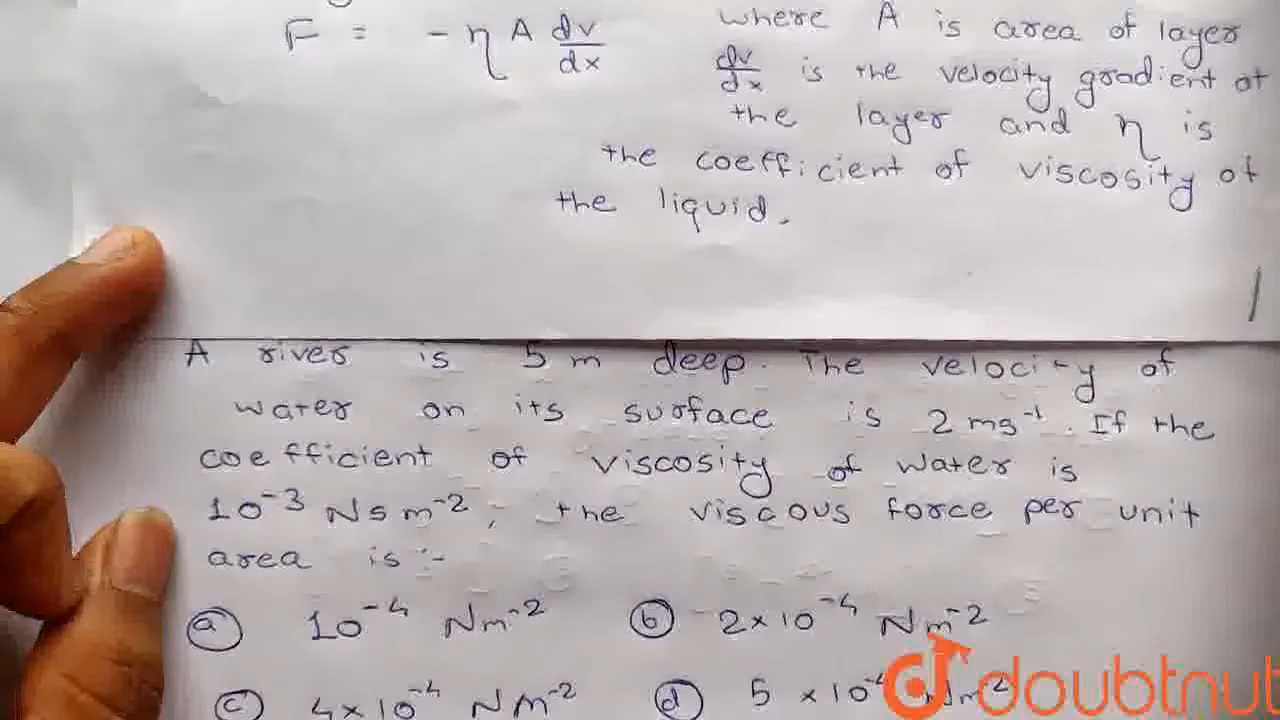 F = - η A dv/dx
where A is area of layer
dv/dx is the velocity gradient at
the layer and η is
the coefficient of viscosity of
the liquid.
A river is 5 m deep. The velocity of
water on its surface is 2 ms⁻¹. If the
coefficient of viscosity of water is
10⁻³ Nsm⁻², the viscous force per unit
area is :-
(a) 10⁻⁴ Nm⁻² (b) 2×10⁻⁴ Nm⁻²
(c) 4×10⁻⁴ NM⁻² (d) 5 ×10⁻⁴ Nm⁻²
doubtnut